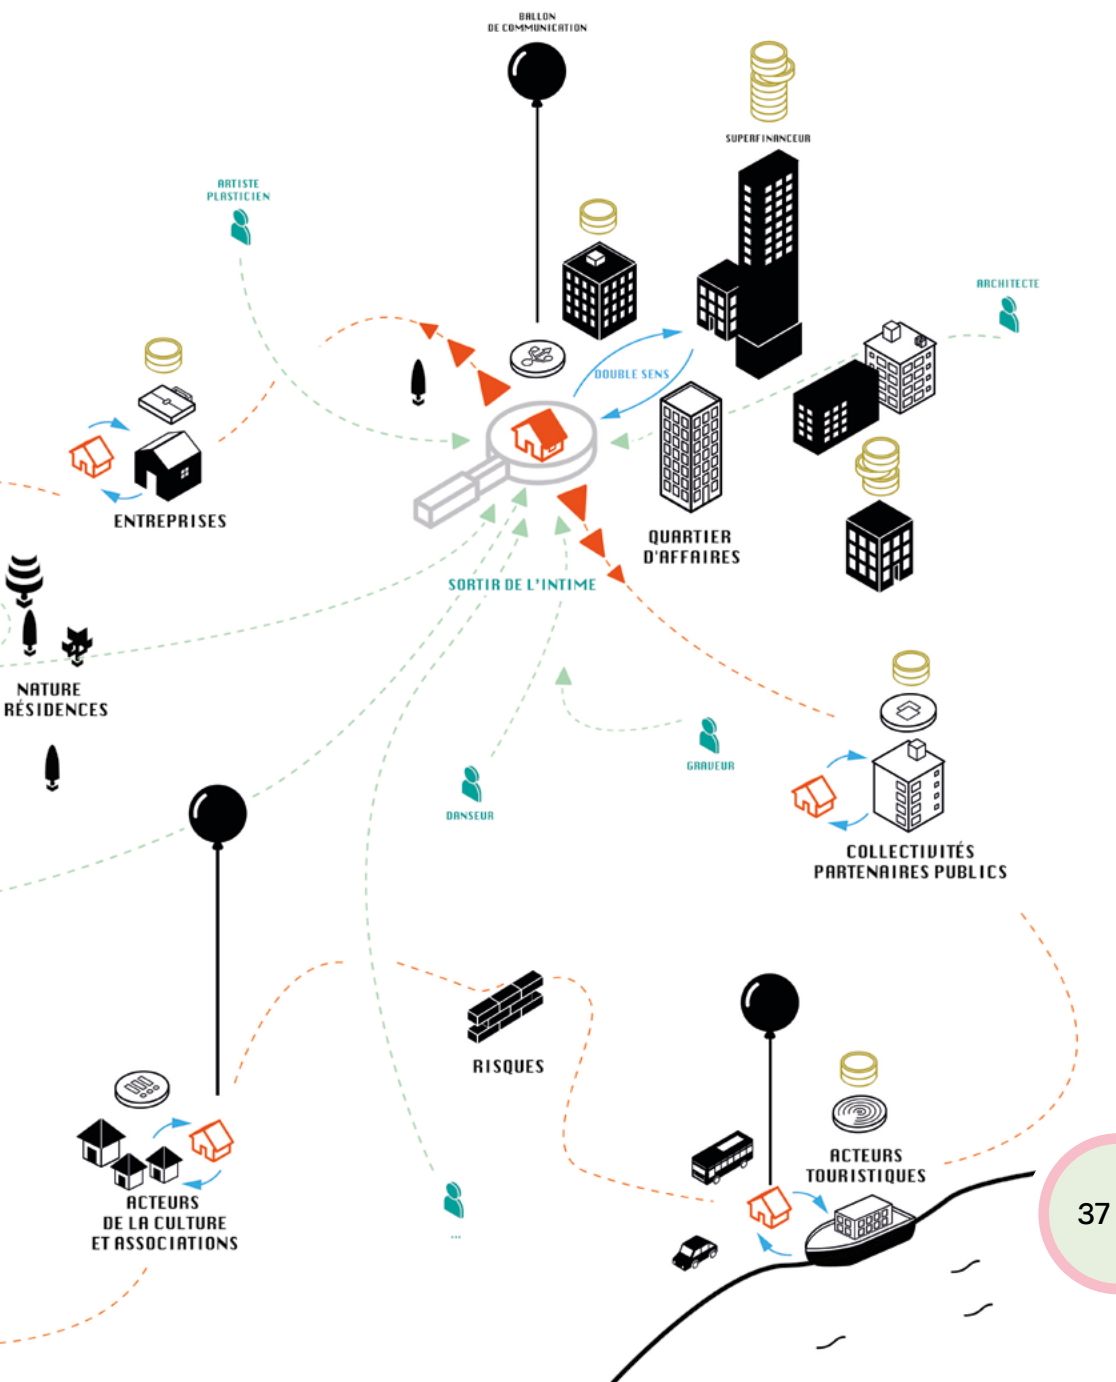 BALLON
DE COMMUNICATION
SUPERFINANCEUR
ARTISTE
PLASTICIEN
ARCHITECTE
DOUBLE SENS
ENTREPRISES
QUARTIER
D'AFFAIRES
SORTIR DE L'INTIME
NATURE
RÉSIDENCES
GRAVEUR
DANSEUR
COLLECTIVITÉS
PARTENAIRES PUBLICS
RISQUES
ACTEURS
TOURISTIQUES
ACTEURS
DE LA CULTURE
ET ASSOCIATIONS
...
37